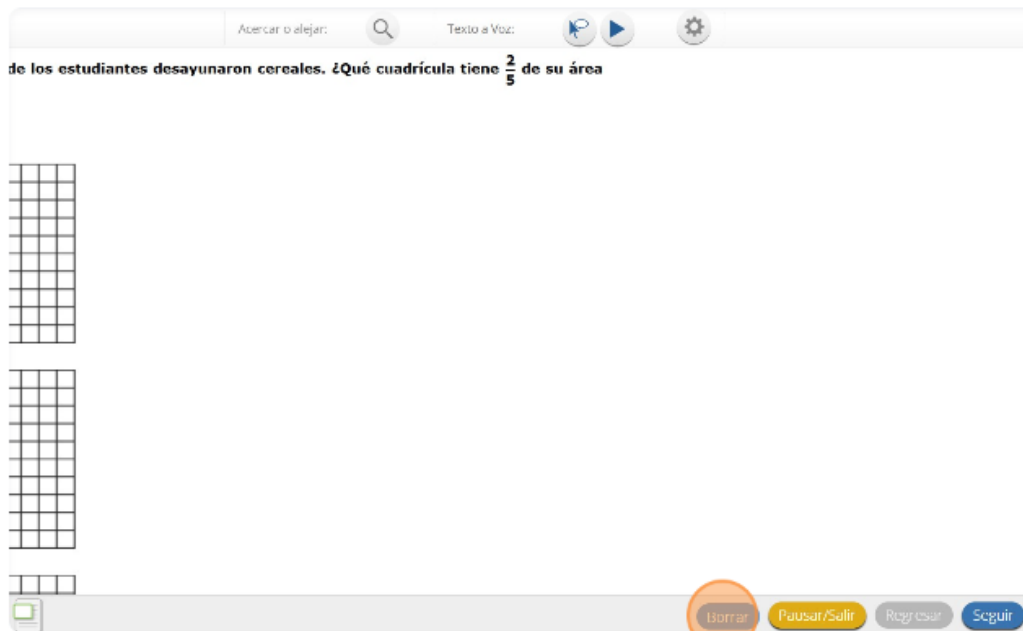 Acercar o alejar: Texto a Voz:
de los estudiantes desayunaron cereales. ¿Qué cuadrícula tiene 2/5 de su área
Borrar Pausar/Salir Regresar Seguir